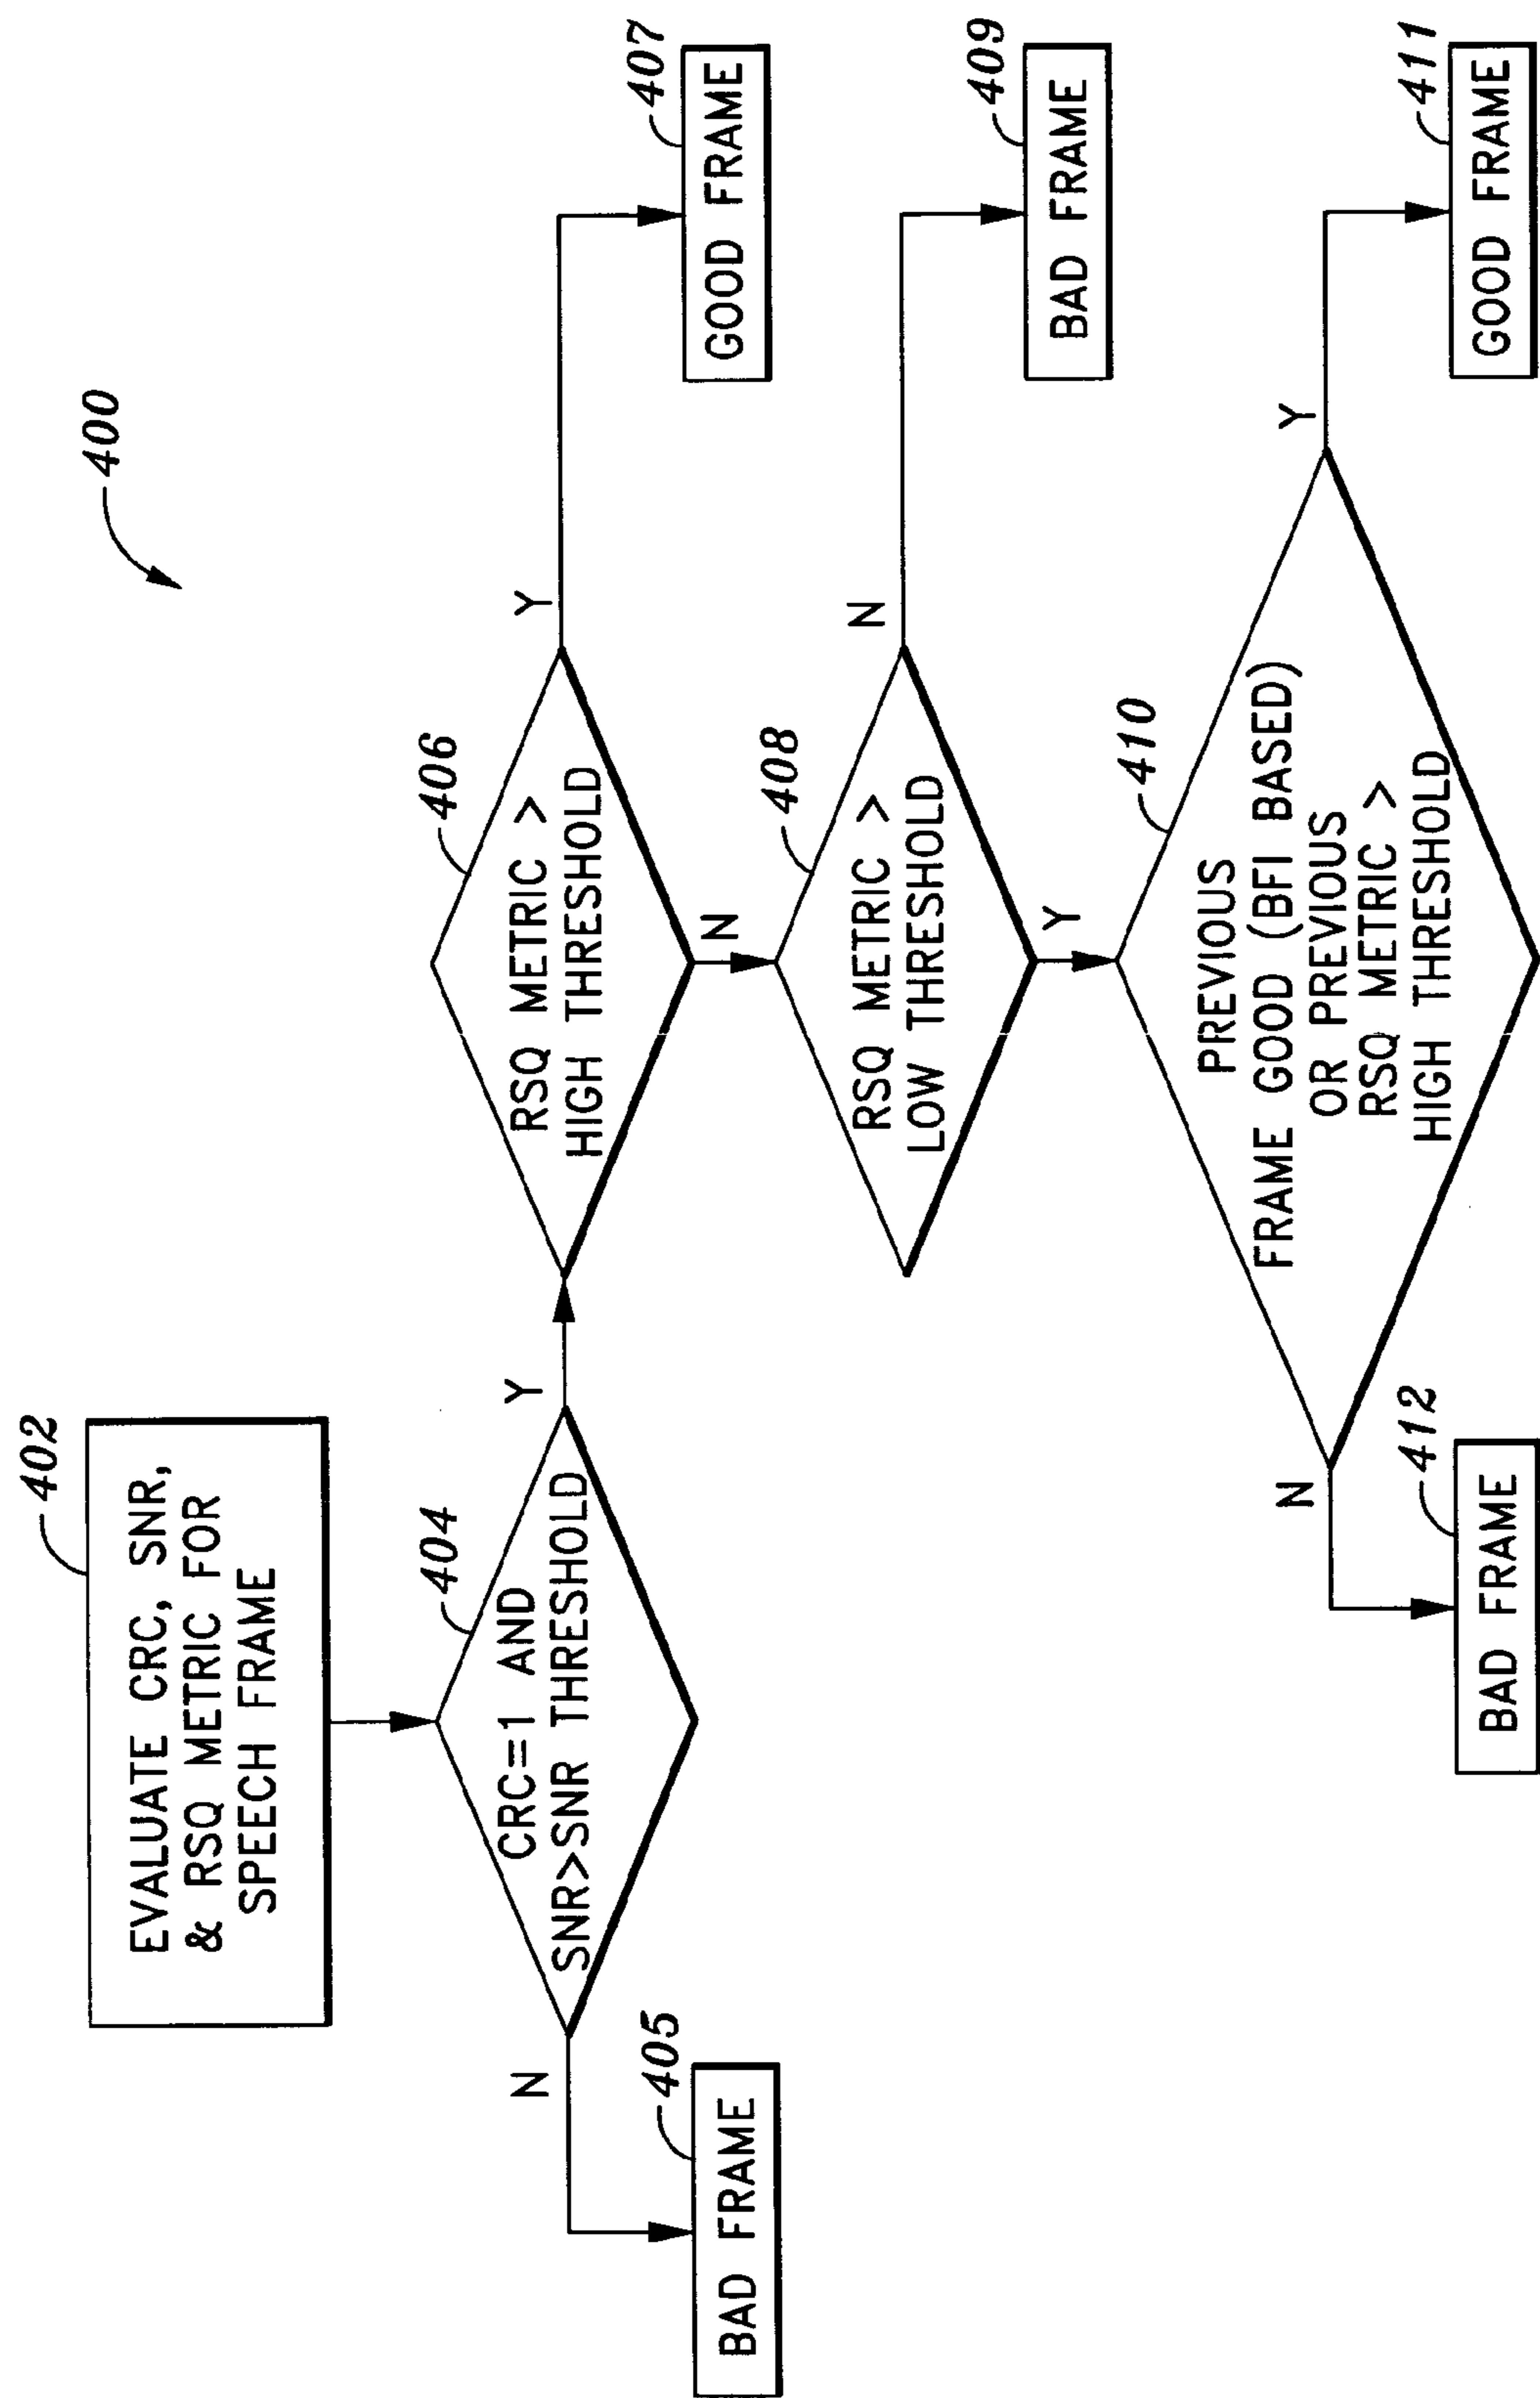 400
402
EVALUATE CRC, SNR,
& RSQ METRIC FOR
SPEECH FRAME
404
CRC=1 AND
SNR>SNR THRESHOLD
N
Y
405
BAD FRAME
406
RSQ METRIC >
HIGH THRESHOLD
Y
N
407
GOOD FRAME
408
RSQ METRIC >
LOW THRESHOLD
N
Y
409
BAD FRAME
410
PREVIOUS
FRAME GOOD (BFI BASED)
OR PREVIOUS
RSQ METRIC >
HIGH THRESHOLD
N
Y
412
BAD FRAME
411
GOOD FRAME